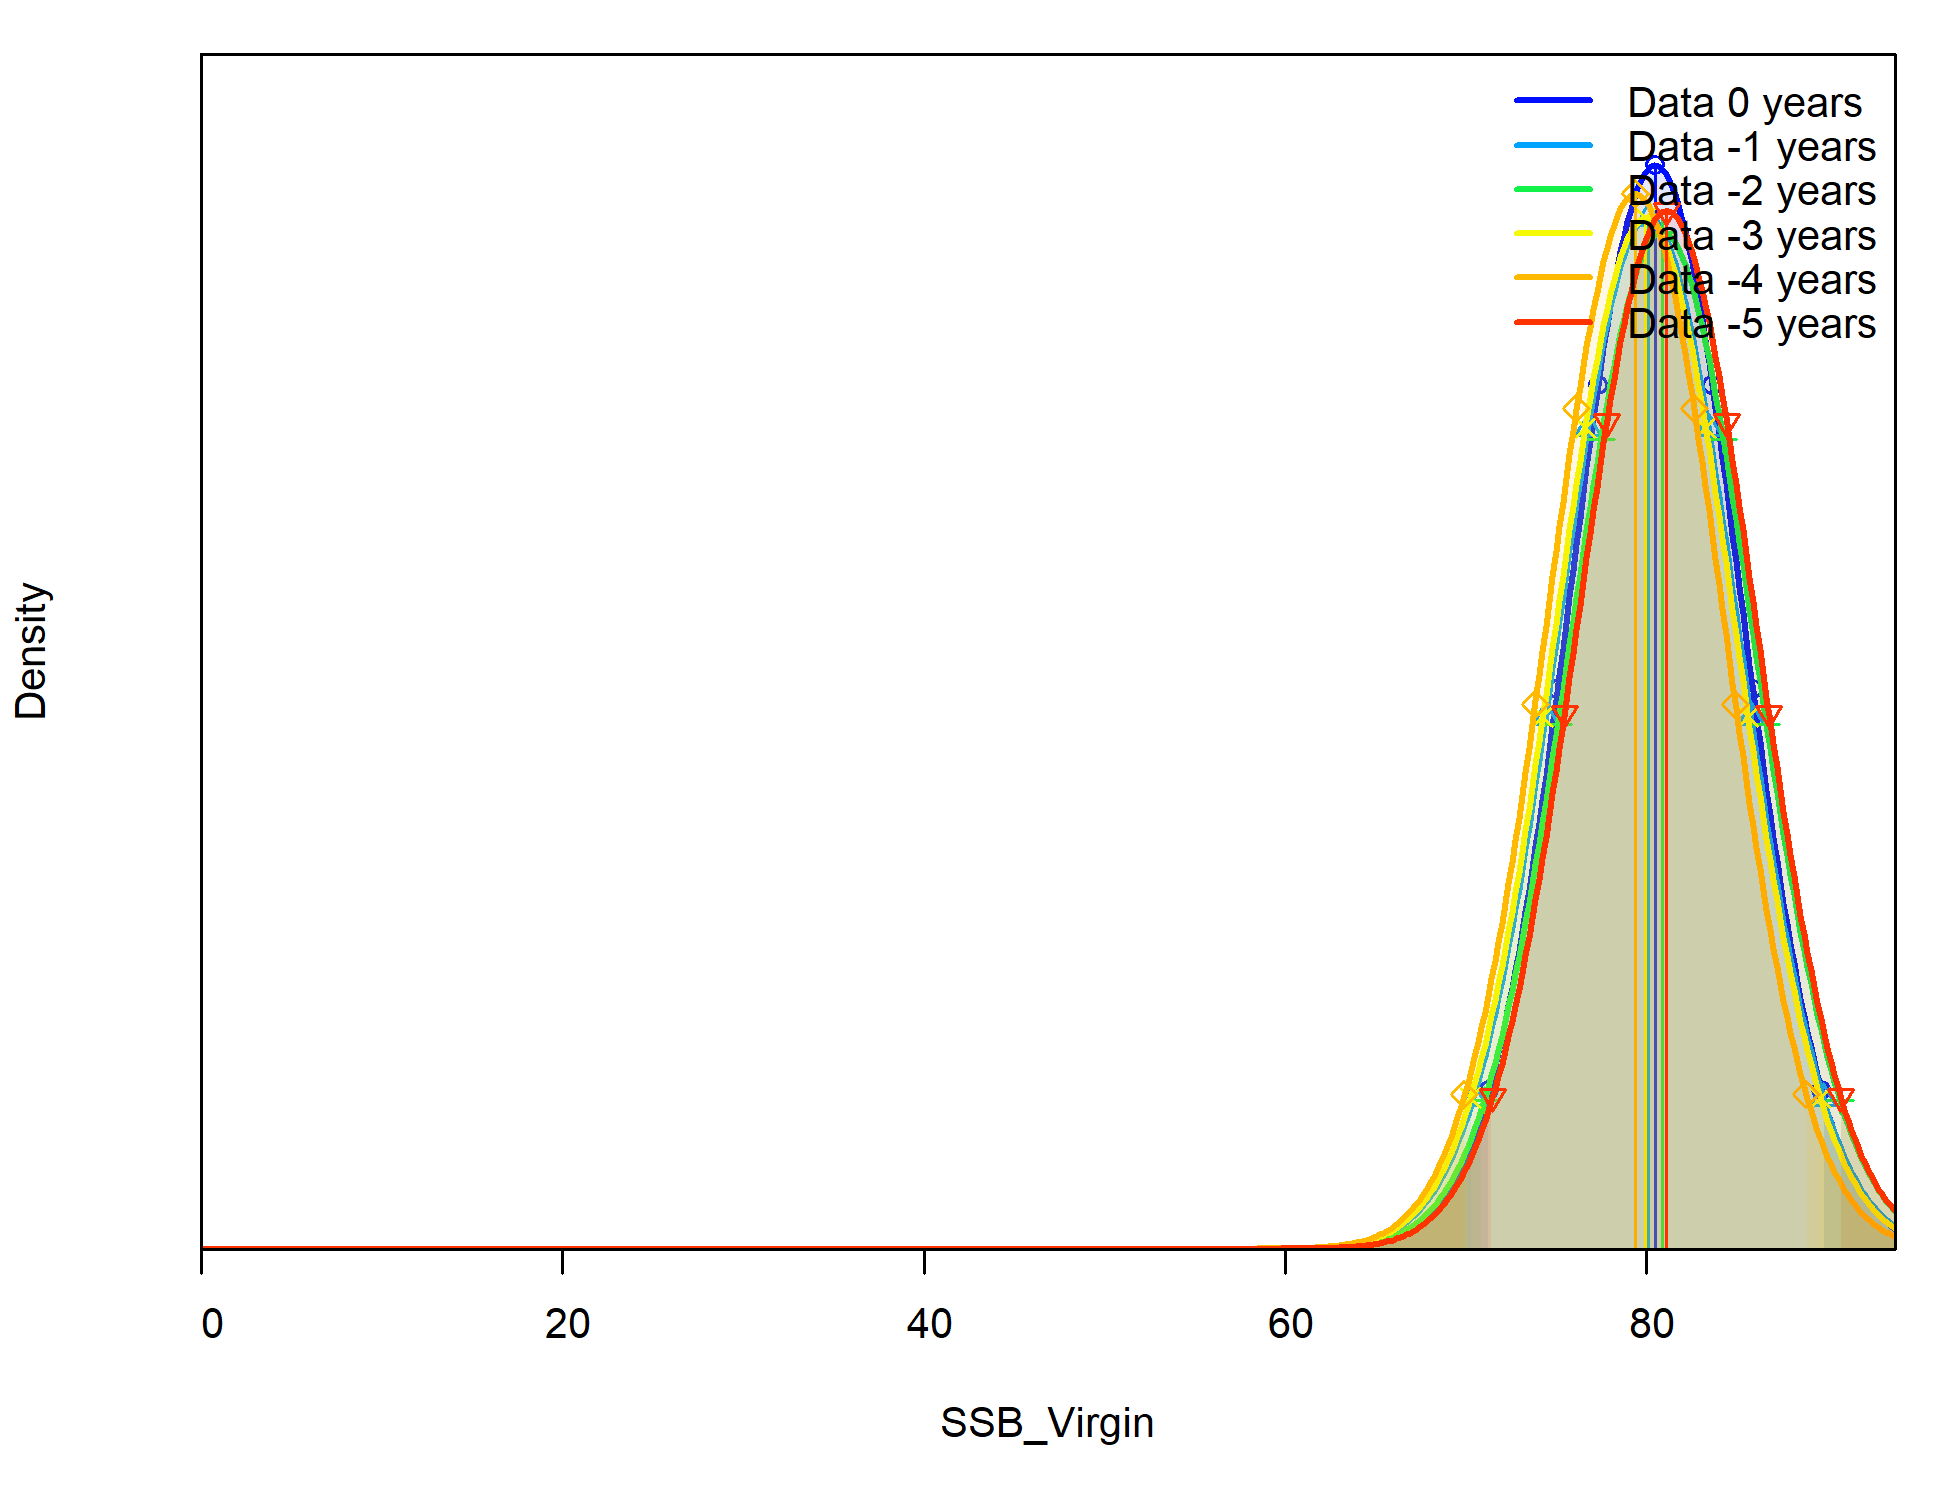 Data 0 years
Data -1 years
Data -2 years
Data -3 years
Data -4 years
Data -5 years
Density
0 20 40 60 80
SSB_Virgin